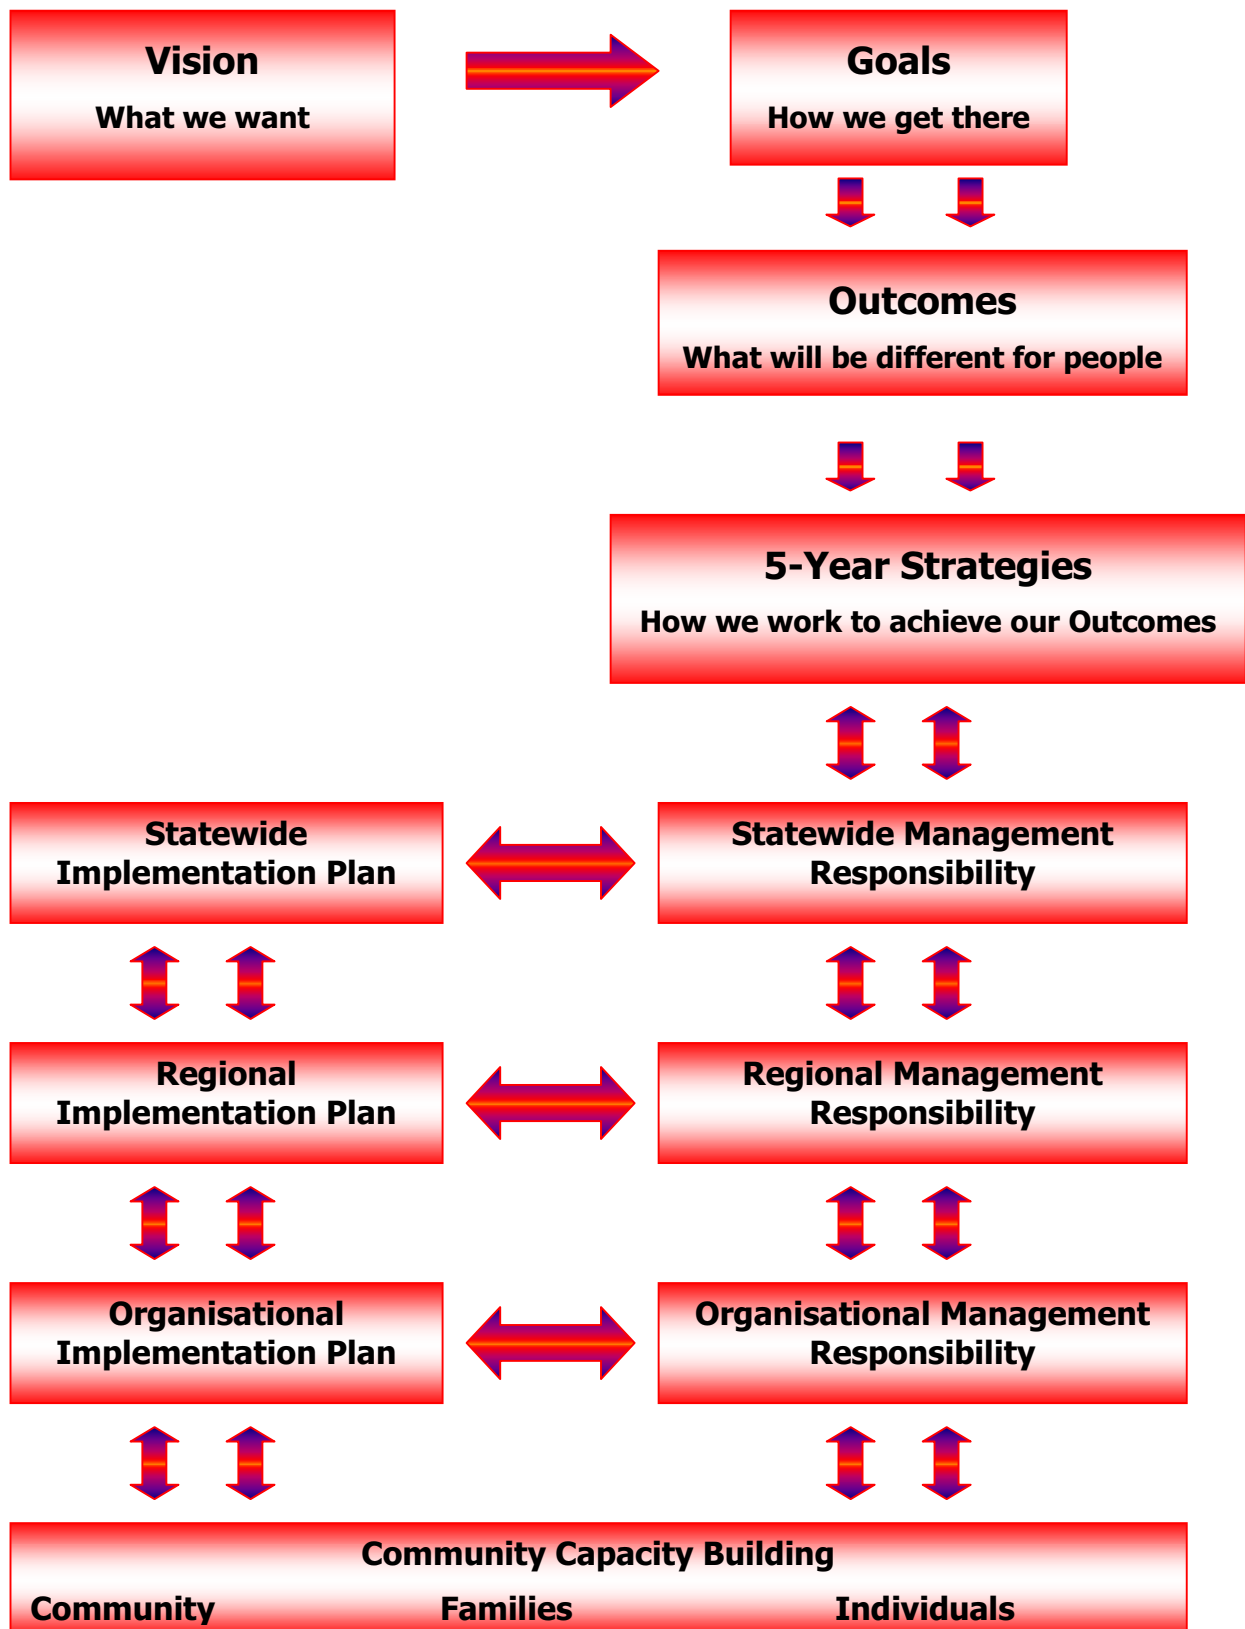 Vision
What we want
Goals
How we get there
Outcomes
What will be different for people
5-Year Strategies
How we work to achieve our Outcomes
Statewide
Implementation Plan
Statewide Management
Responsibility
Regional
Implementation Plan
Regional Management
Responsibility
Organisational
Implementation Plan
Organisational Management
Responsibility
Community Capacity Building
Community Families Individuals